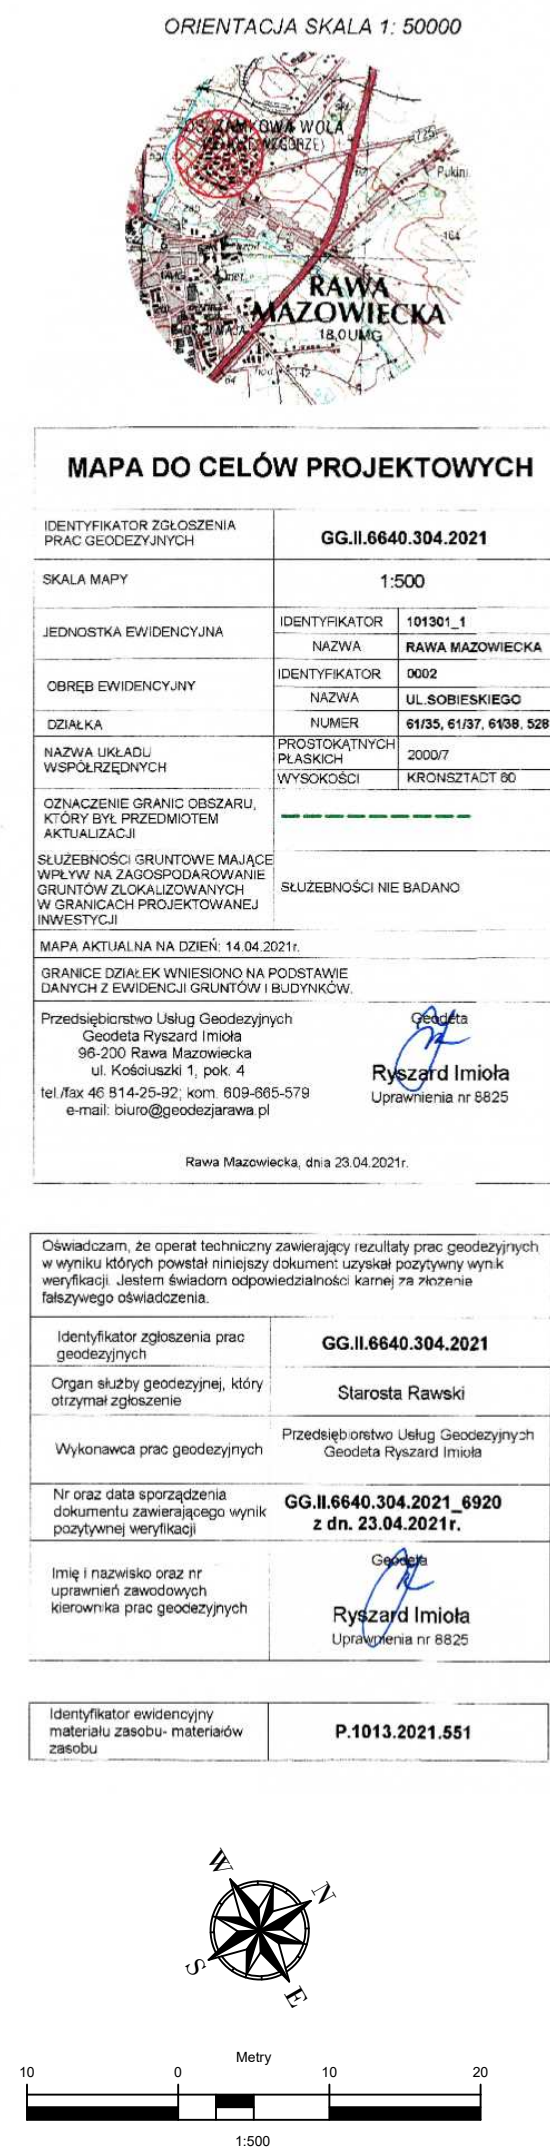 ORIENTACJA SKALA 1: 50000
OS. ZAMKOWA WOLA
725
Pukini
164
RAWA
MAZOWIECKA
18,0UMG
142
MAPA DO CELÓW PROJEKTOWYCH
IDENTYFIKATOR ZGŁOSZENIA
PRAC GEODEZYJNYCH
GG.II.6640.304.2021
SKALA MAPY
1:500
JEDNOSTKA EWIDENCYJNA
IDENTYFIKATOR
101301_1
NAZWA
RAWA MAZOWIECKA
OBRĘB EWIDENCYJNY
IDENTYFIKATOR
0002
NAZWA
UL.SOBIESKIEGO
DZIAŁKA
NUMER
61/35, 61/37, 61/38, 528
NAZWA UKŁADU
WSPÓŁRZĘDNYCH
PROSTOKĄTNYCH
PŁASKICH
2000/7
WYSOKOŚCI
KRONSZTADT 60
OZNACZENIE GRANIC OBSZARU,
KTÓRY BYŁ PRZEDMIOTEM
AKTUALIZACJI
SŁUŻEBNOŚCI GRUNTOWE MAJĄCE
WPŁYW NA ZAGOSPODAROWANIE
GRUNTÓW ZLOKALIZOWANYCH
W GRANICACH PROJEKTOWANEJ
INWESTYCJI
SŁUŻEBNOŚCI NIE BADANO
MAPA AKTUALNA NA DZIEŃ: 14.04.2021r.
GRANICE DZIAŁEK WNIESIONO NA PODSTAWIE
DANYCH Z EWIDENCJI GRUNTÓW I BUDYNKÓW.
Przedsiębiorstwo Usług Geodezyjnych
Geodeta Ryszard Imioła
96-200 Rawa Mazowiecka
ul. Kościuszki 1, pok. 4
tel./fax 46 814-25-92; kom. 609-665-579
e-mail: biuro@geodezjarawa.pl
Geodeta
Ryszard Imioła
Uprawnienia nr 8825
Rawa Mazowiecka, dnia 23.04.2021r.
Oświadczam, że operat techniczny zawierający rezultaty prac geodezyjnych
w wyniku których powstał niniejszy dokument uzyskał pozytywny wynik
weryfikacji. Jestem świadom odpowiedzialności karnej za złożenie
fałszywego oświadczenia.
Identyfikator zgłoszenia prac
geodezyjnych
GG.II.6640.304.2021
Organ służby geodezyjnej, który
otrzymał zgłoszenie
Starosta Rawski
Wykonawca prac geodezyjnych
Przedsiębiorstwo Usług Geodezyjnych
Geodeta Ryszard Imioła
Nr oraz data sporządzenia
dokumentu zawierającego wynik
pozytywnej weryfikacji
GG.II.6640.304.2021_6920
z dn. 23.04.2021r.
Imię i nazwisko oraz nr
uprawnień zawodowych
kierownika prac geodezyjnych
Geodeta
Ryszard Imioła
Uprawnienia nr 8825
Identyfikator ewidencyjny
materiału zasobu- materiałów
zasobu
P.1013.2021.551
W
N
S
E
Metry
10
0
10
20
1:500